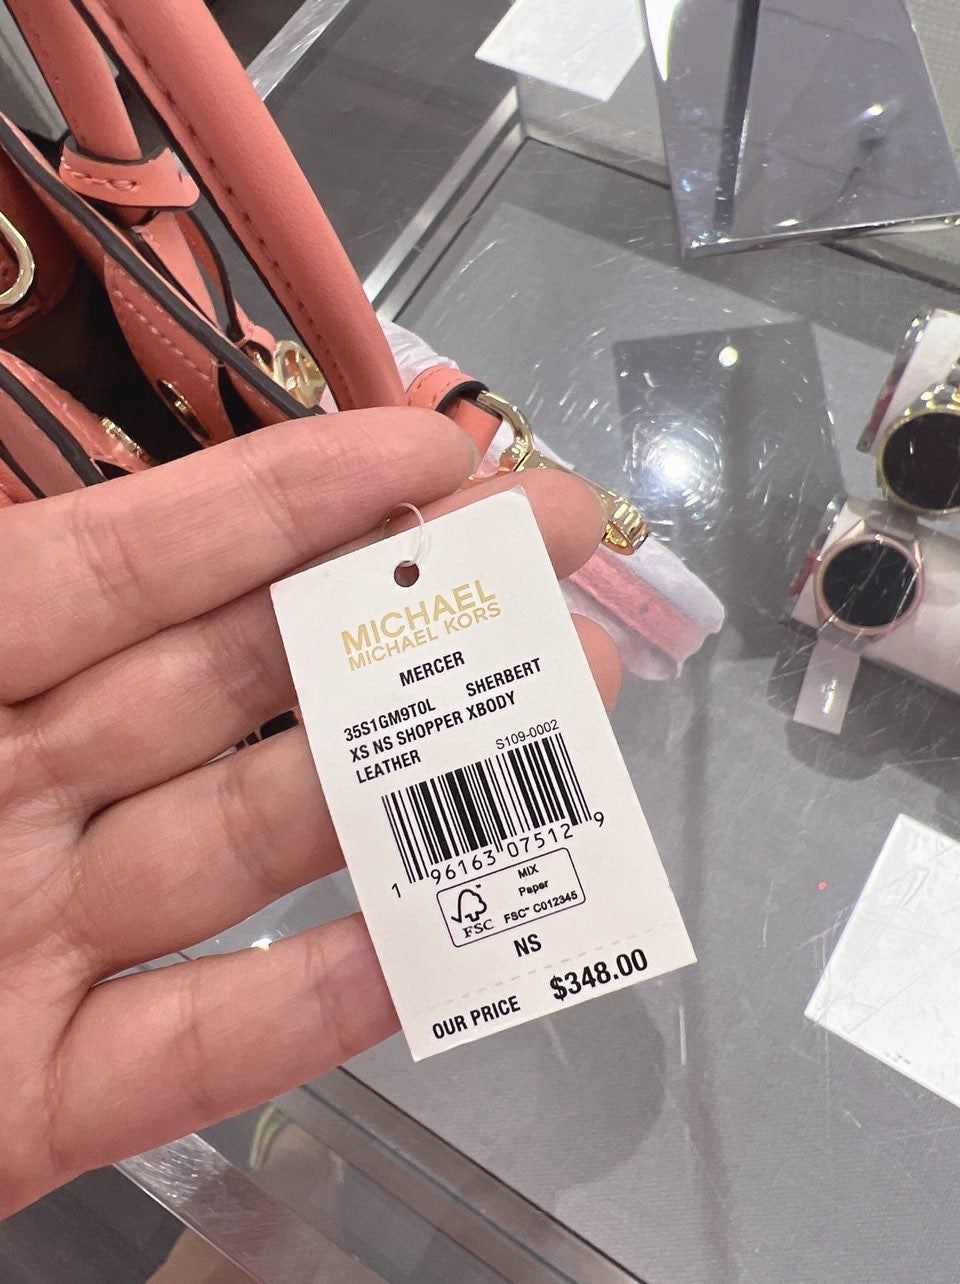 MICHAEL
MICHAEL KORS
MERCER
35S1GM9T0L SHERBERT
XS NS SHOPPER XBODY
LEATHER S109-0002
1 96163 07512 9
FSC™ MIX
Paper
FSC™ C012345
NS
OUR PRICE $348.00